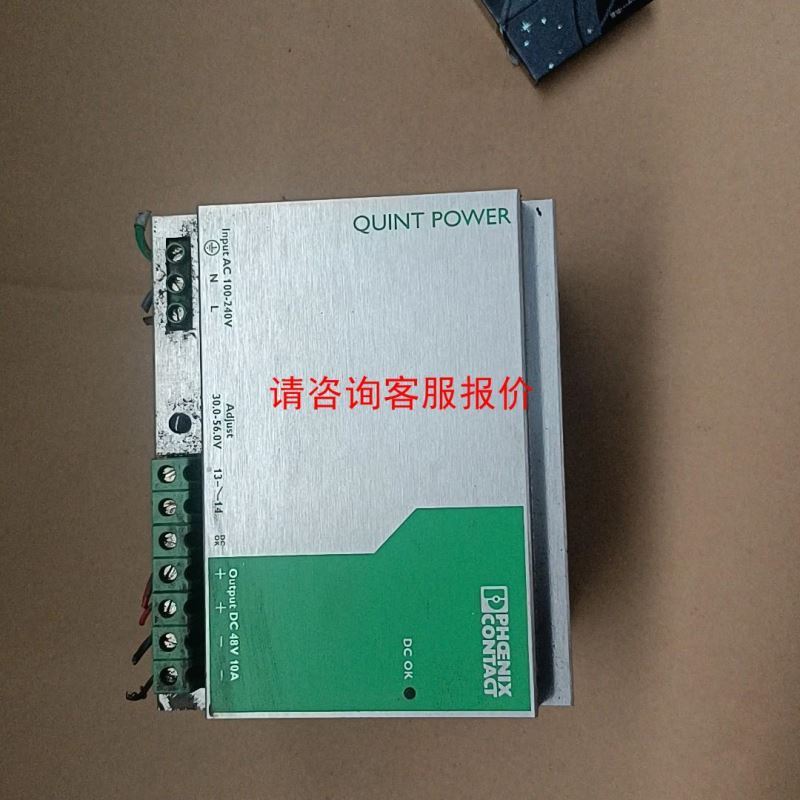 QUINT POWER
Input AC 100-240V
N
L
请咨询客服报价
Adjust
30.0-56.0V
13
14
DC
OK
Output DC 48V 10A
+
+
−
−
DC OK
PHŒNIX
CONTACT